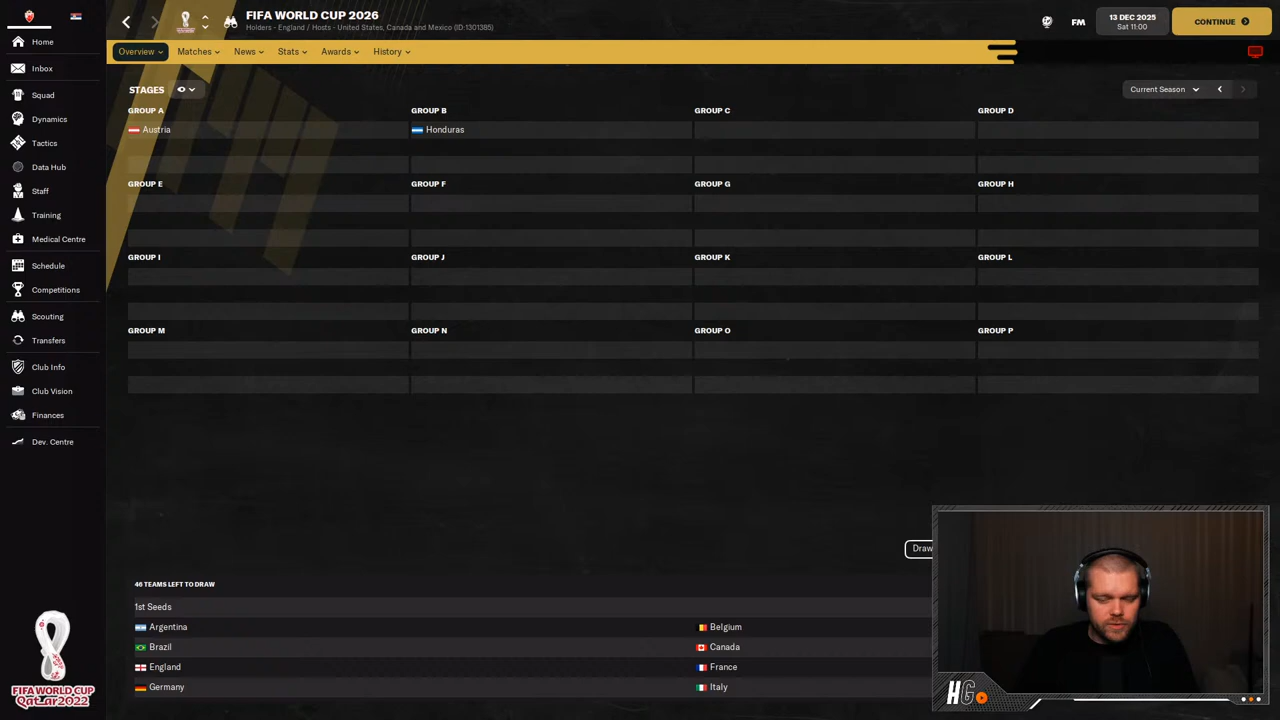 FIFA WORLD CUP 2026
Holders - England / Hosts - United States, Canada and Mexico (ID:1301385)
FM
13 DEC 2025
Sat 11:00
CONTINUE
Home
Inbox
Squad
Dynamics
Tactics
Data Hub
Staff
Training
Medical Centre
Schedule
Competitions
Scouting
Transfers
Club Info
Club Vision
Finances
Dev. Centre
FIFA WORLD CUP
Qatar2022
Overview
Matches
News
Stats
Awards
History
STAGES
Current Season
GROUP A
GROUP B
GROUP C
GROUP D
Austria
Honduras
GROUP E
GROUP F
GROUP G
GROUP H
GROUP I
GROUP J
GROUP K
GROUP L
GROUP M
GROUP N
GROUP O
GROUP P
Draw
46 TEAMS LEFT TO DRAW
1st Seeds
Argentina
Belgium
Brazil
Canada
England
France
Germany
Italy
HG